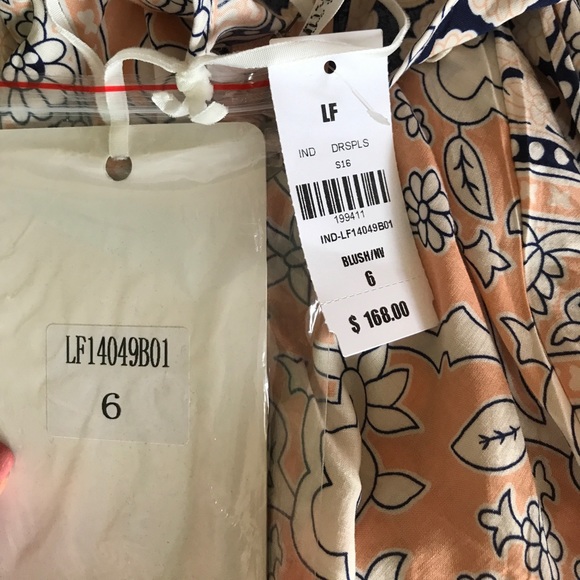 LF
IND DRSPLS
S16
199411
IND-LF14049B01
BLUSH/NV
6
$ 168.00
LF14049B01
6